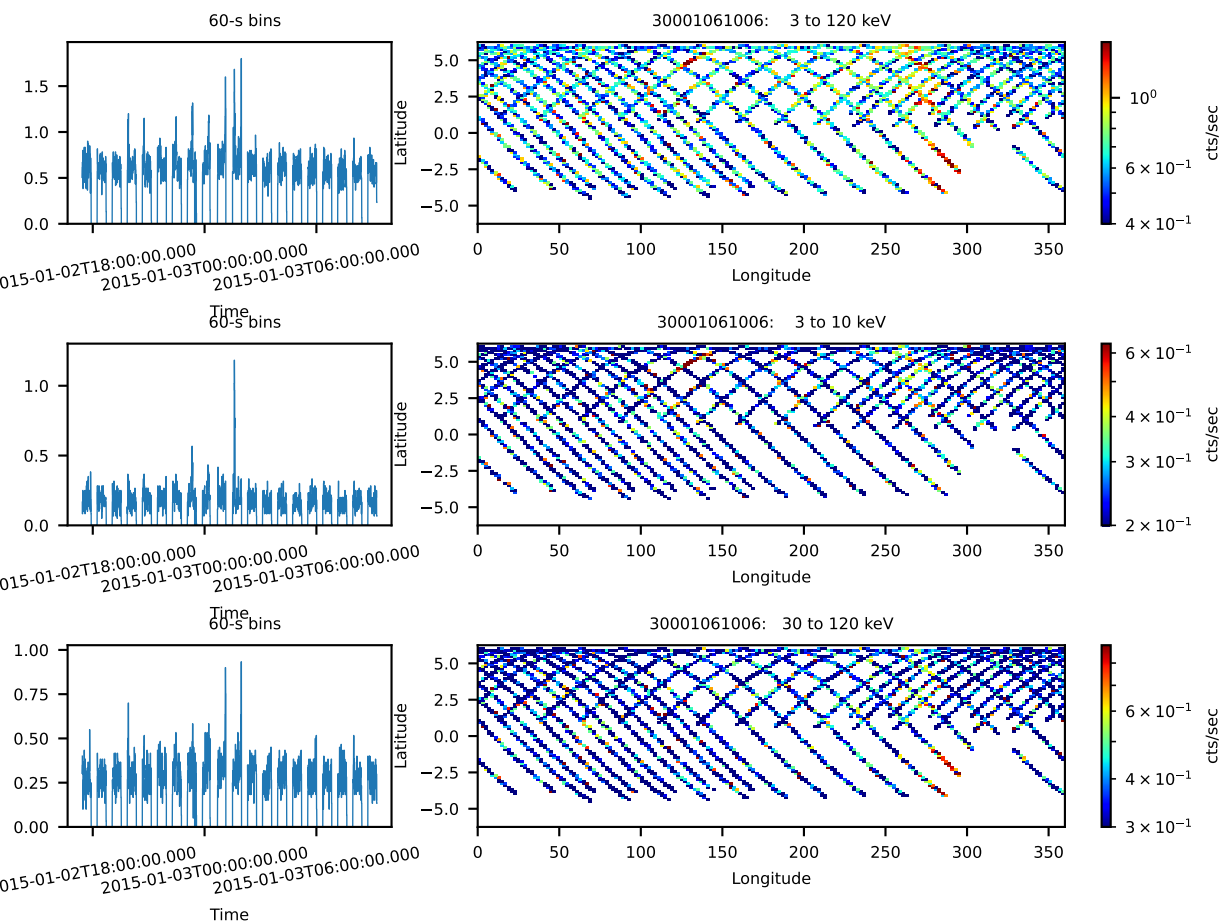 60-s bins
30001061006: 3 to 120 keV
1.5
1.0
0.5
0.0
Latitude
5.0
2.5
0.0
−2.5
−5.0
10⁰
6 × 10⁻¹
4 × 10⁻¹
cts/sec
0 50 100 150 200 250 300 350
Longitude
015-01-02T18:00:00.000
2015-01-03T00:00:00.000
2015-01-03T06:00:00.000
Time
60-s bins
30001061006: 3 to 10 keV
1.0
0.5
0.0
Latitude
5.0
2.5
0.0
−2.5
−5.0
6 × 10⁻¹
4 × 10⁻¹
3 × 10⁻¹
2 × 10⁻¹
cts/sec
0 50 100 150 200 250 300 350
Longitude
015-01-02T18:00:00.000
2015-01-03T00:00:00.000
2015-01-03T06:00:00.000
Time
60-s bins
30001061006: 30 to 120 keV
1.00
0.75
0.50
0.25
0.00
Latitude
5.0
2.5
0.0
−2.5
−5.0
6 × 10⁻¹
4 × 10⁻¹
3 × 10⁻¹
cts/sec
0 50 100 150 200 250 300 350
Longitude
015-01-02T18:00:00.000
2015-01-03T00:00:00.000
2015-01-03T06:00:00.000
Time